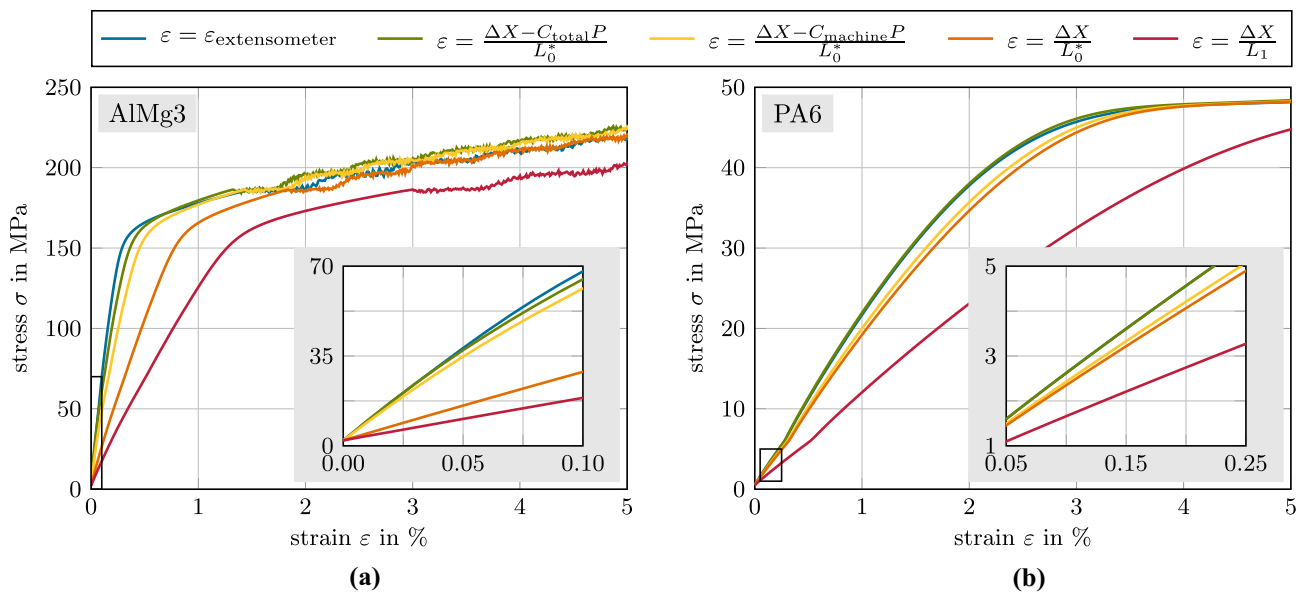 ε = ε_extensometer ε = (ΔX−C_total P)/L_0^* ε = (ΔX−C_machine P)/L_0^* ε = ΔX/L_0^* ε = ΔX/L_1
AlMg3
250
200
150
100
50
0
stress σ in MPa
0 1 2 3 4 5
strain ε in %
70
35
0
0.00 0.05 0.10
(a)
PA6
50
40
30
20
10
0
stress σ in MPa
0 1 2 3 4 5
strain ε in %
5
3
1
0.05 0.15 0.25
(b)